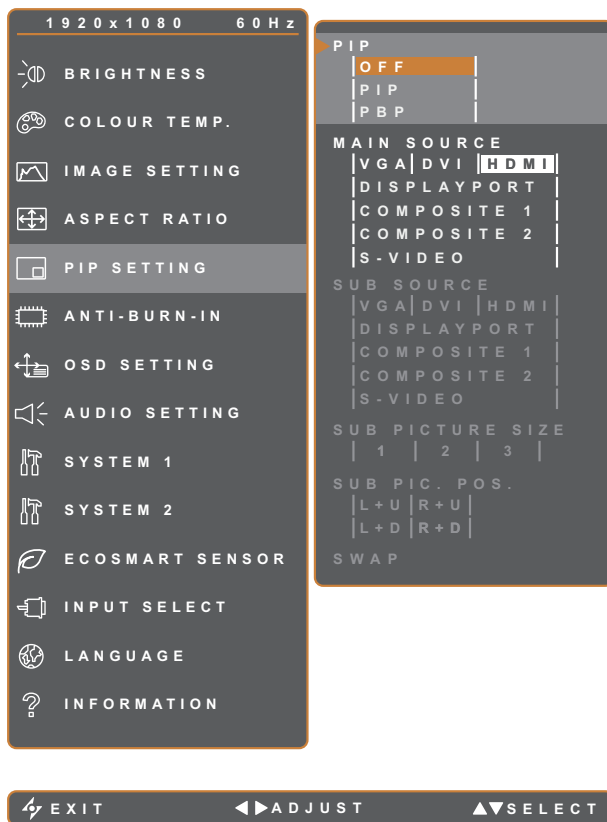 1920x1080 60Hz
BRIGHTNESS
COLOUR TEMP.
IMAGE SETTING
ASPECT RATIO
PIP SETTING
ANTI-BURN-IN
OSD SETTING
AUDIO SETTING
SYSTEM 1
SYSTEM 2
ECOSMART SENSOR
INPUT SELECT
LANGUAGE
INFORMATION
PIP
OFF
PIP
PBP
MAIN SOURCE
VGA DVI HDMI
DISPLAYPORT
COMPOSITE 1
COMPOSITE 2
S-VIDEO
SUB SOURCE
VGA DVI HDMI
DISPLAYPORT
COMPOSITE 1
COMPOSITE 2
S-VIDEO
SUB PICTURE SIZE
1 2 3
SUB PIC. POS.
L+U R+U
L+D R+D
SWAP
EXIT ADJUST SELECT